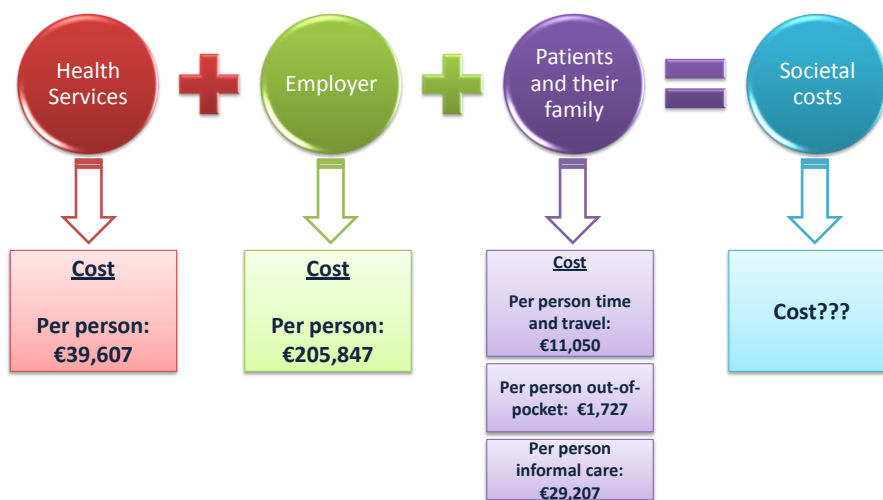 Health
Services
Employer
Patients
and their
family
Societal
costs
Cost
Per person:
€39,607
Cost
Per person:
€205,847
Cost
Per person time
and travel:
€11,050
Per person out-of-
pocket: €1,727
Per person
informal care:
€29,207
Cost???